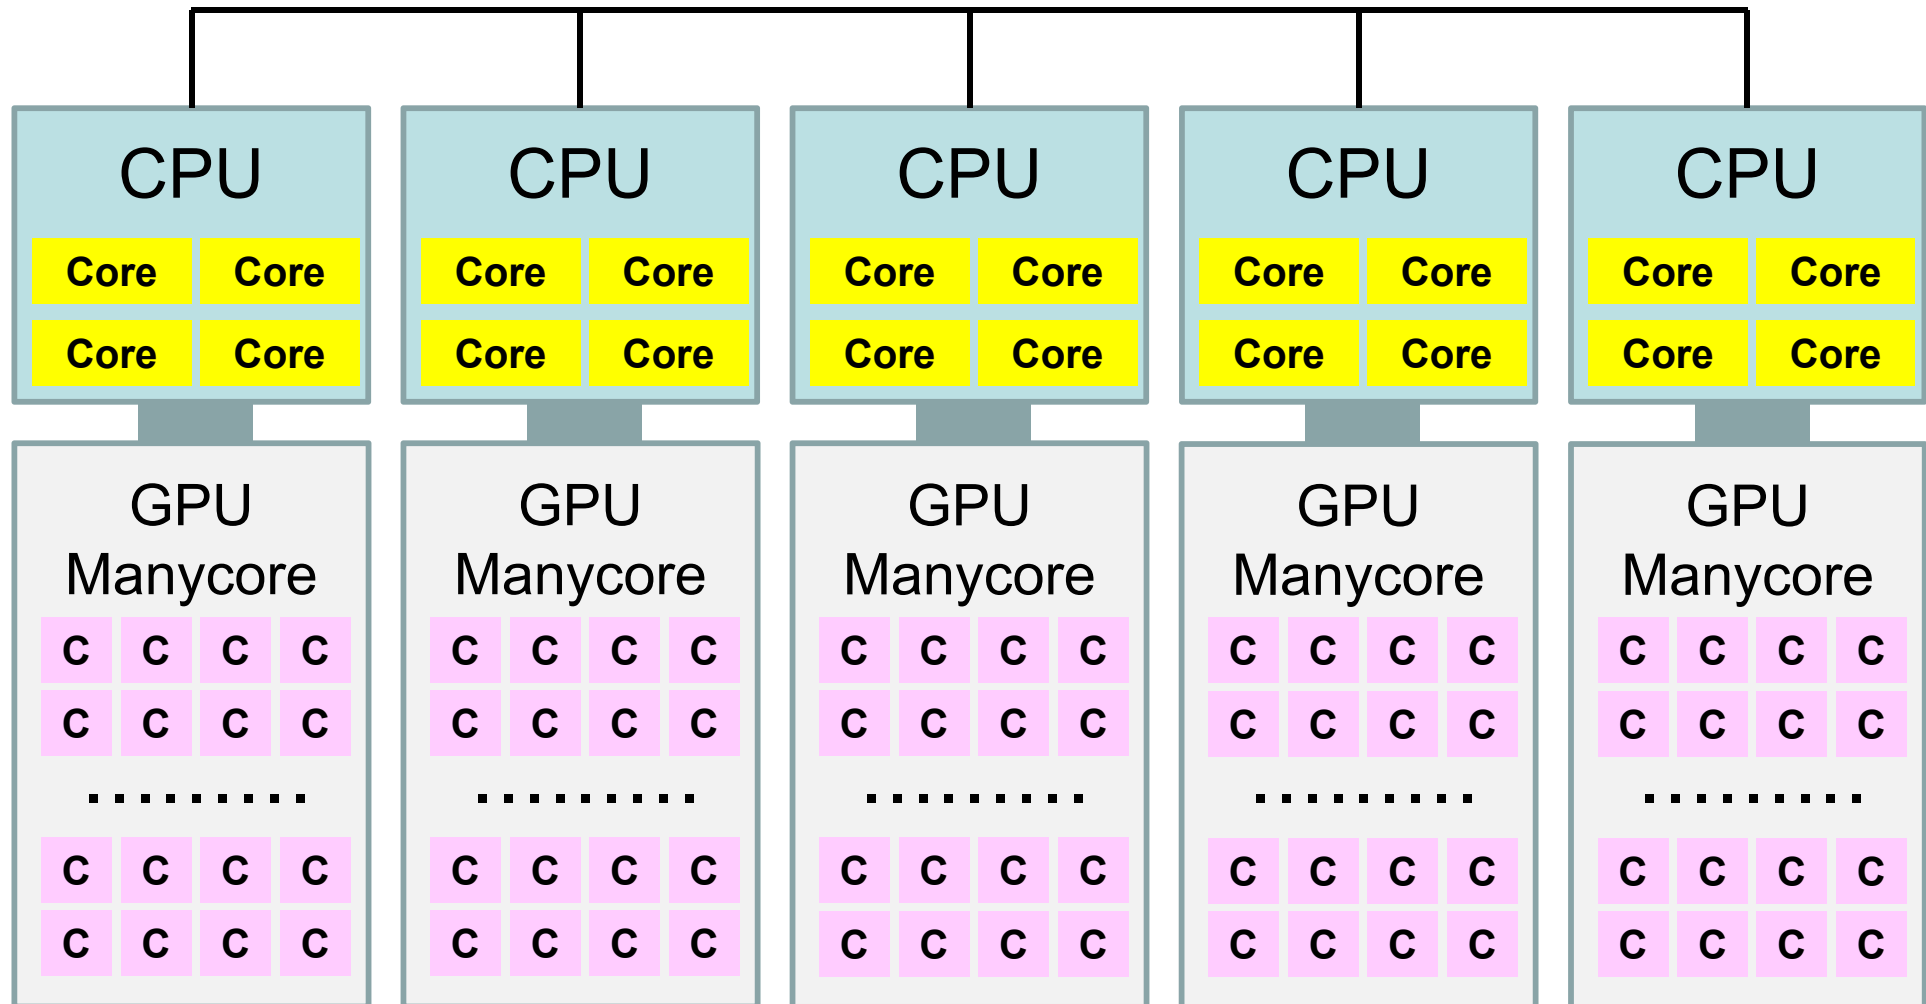 CPU CPU CPU CPU CPU
Core Core Core Core Core Core Core Core Core Core
Core Core Core Core Core Core Core Core Core Core
GPU GPU GPU GPU GPU
Manycore Manycore Manycore Manycore Manycore
C C C C C C C C C C C C C C C C C C C C
C C C C C C C C C C C C C C C C C C C C
.........  .........  .........  .........  .........
C C C C C C C C C C C C C C C C C C C C
C C C C C C C C C C C C C C C C C C C C